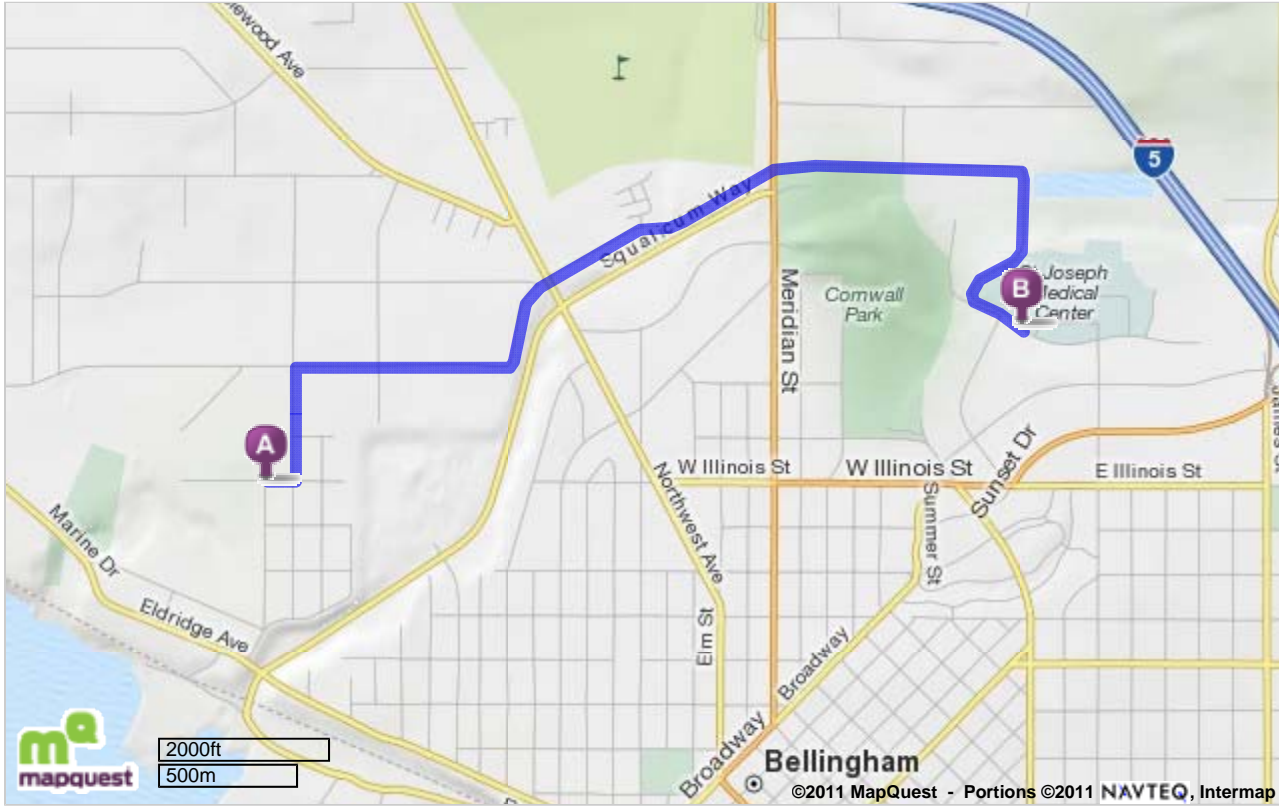 lewood Ave
5
Squalicum Way
Meridian St
Cornwall
Park
St Joseph
Medical
Center
B
A
W Illinois St
W Illinois St
E Illinois St
Sunset Dr
Summer St
Northwest Ave
Marine Dr
Eldridge Ave
Elm St
Broadway
Broadway
Bellingham
mq
mapquest
2000ft
500m
©2011 MapQuest - Portions ©2011 NAVTEQ, Intermap